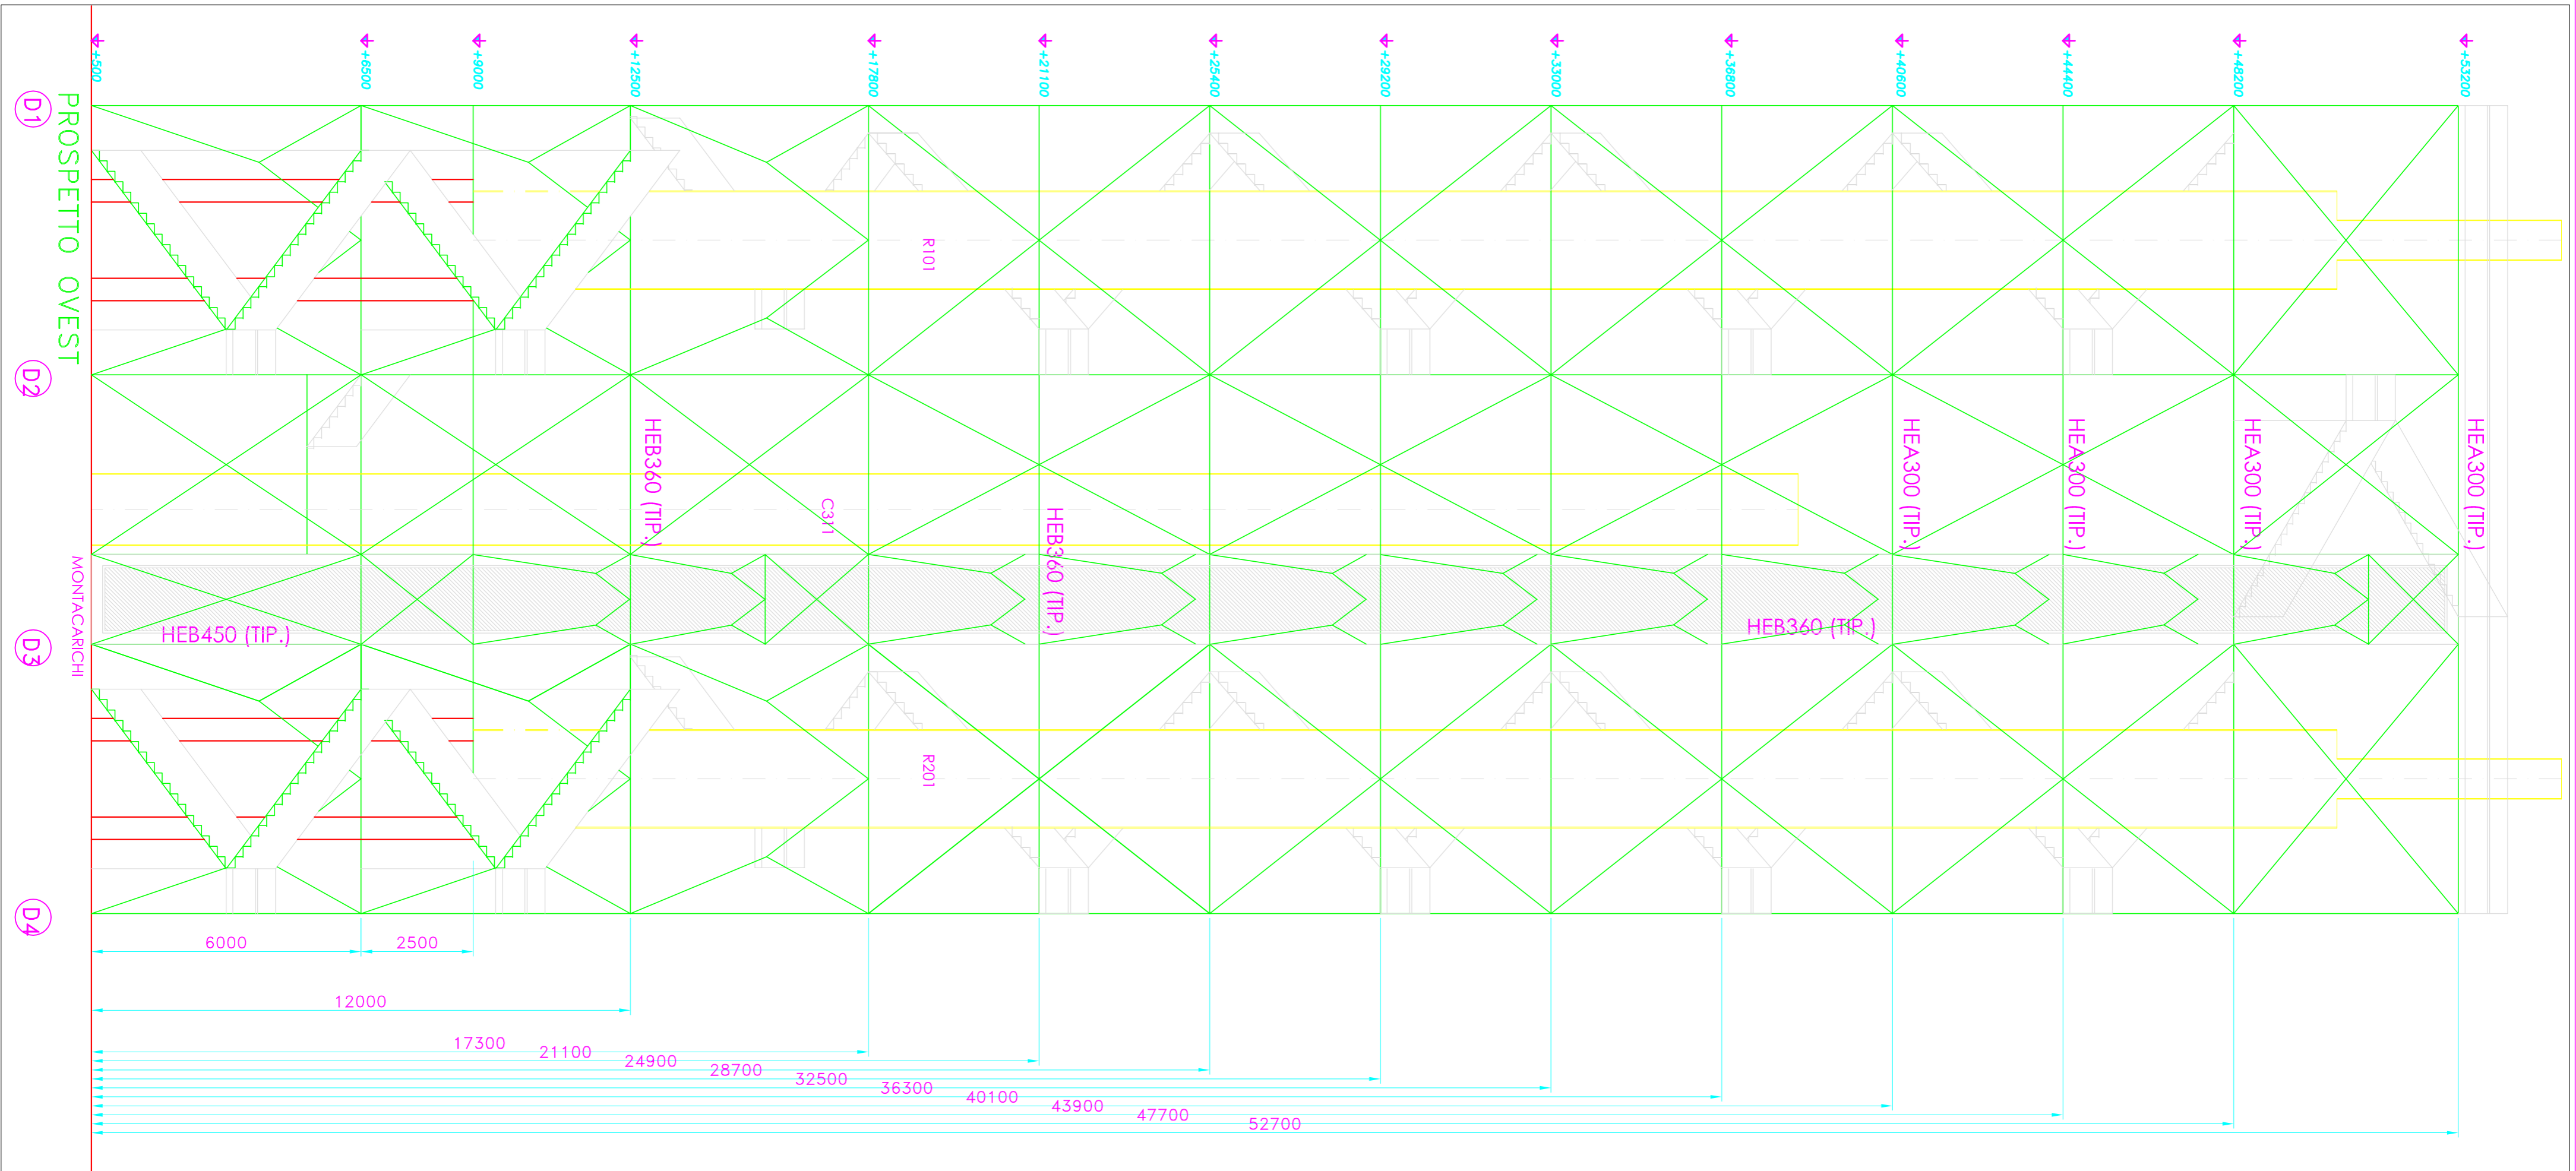 +500
+6500
+9000
+12500
+17800
+21100
+25400
+29200
+33000
+36800
+40600
+44400
+48200
+53200
D1
D2
D3
D4
PROSPETTO OVEST
MONTACARICHI
R101
C311
R201
HEB360 (TIP.)
HEB360 (TIP.)
HEA300 (TIP.)
HEA300 (TIP.)
HEA300 (TIP.)
HEA300 (TIP.)
HEB450 (TIP.)
HEB360 (TIP.)
6000
2500
12000
17300
21100
24900
28700
32500
36300
40100
43900
47700
52700